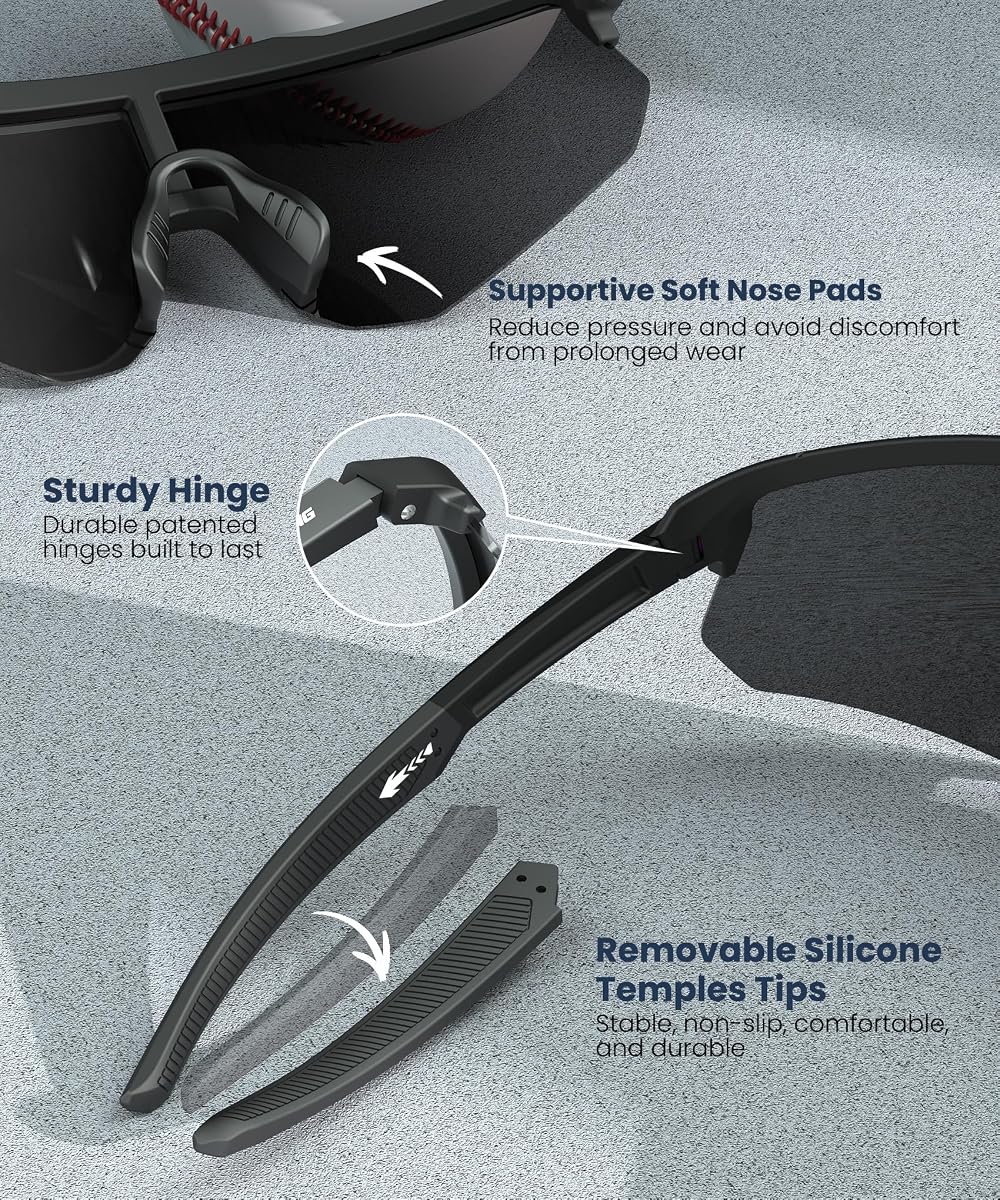 Supportive Soft Nose Pads
Reduce pressure and avoid discomfort
from prolonged wear
Sturdy Hinge
Durable patented
hinges built to last
Removable Silicone
Temples Tips
Stable, non-slip, comfortable,
and durable